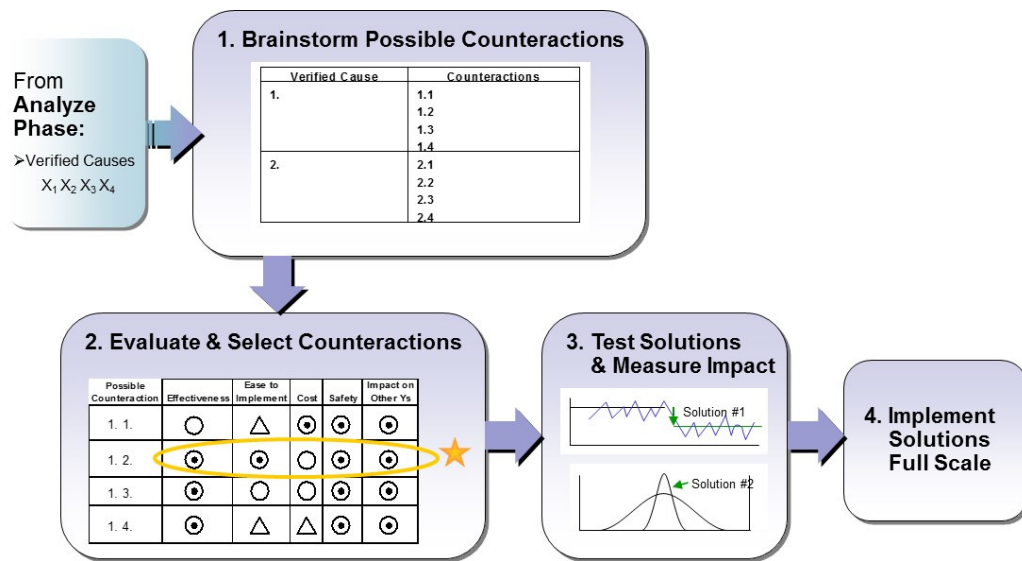 From
Analyze
Phase:
➢Verified Causes
X₁ X₂ X₃ X₄
1. Brainstorm Possible Counteractions
Verified Cause Counteractions
1. 1.1
1.2
1.3
1.4
2. 2.1
2.2
2.3
2.4
2. Evaluate & Select Counteractions
Possible Counteraction Effectiveness Ease to Implement Cost Safety Impact on Other Ys
1. 1.
1. 2.
1. 3.
1. 4.
3. Test Solutions
& Measure Impact
Solution #1
Solution #2
4. Implement
Solutions
Full Scale